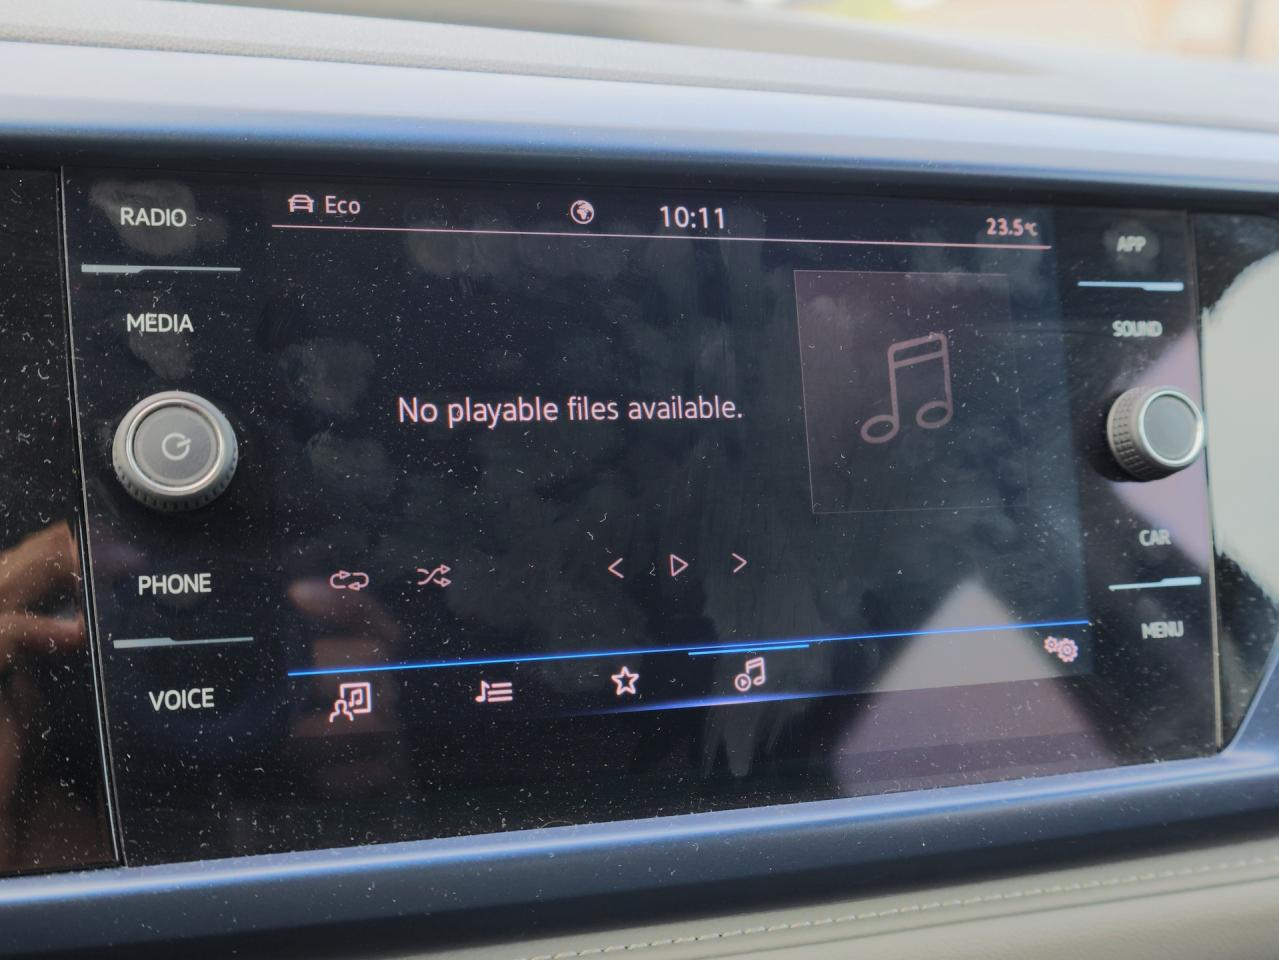 RADIO
MEDIA
PHONE
VOICE
Eco
10:11
23.5°C
No playable files available.
APP
SOUND
CAR
MENU